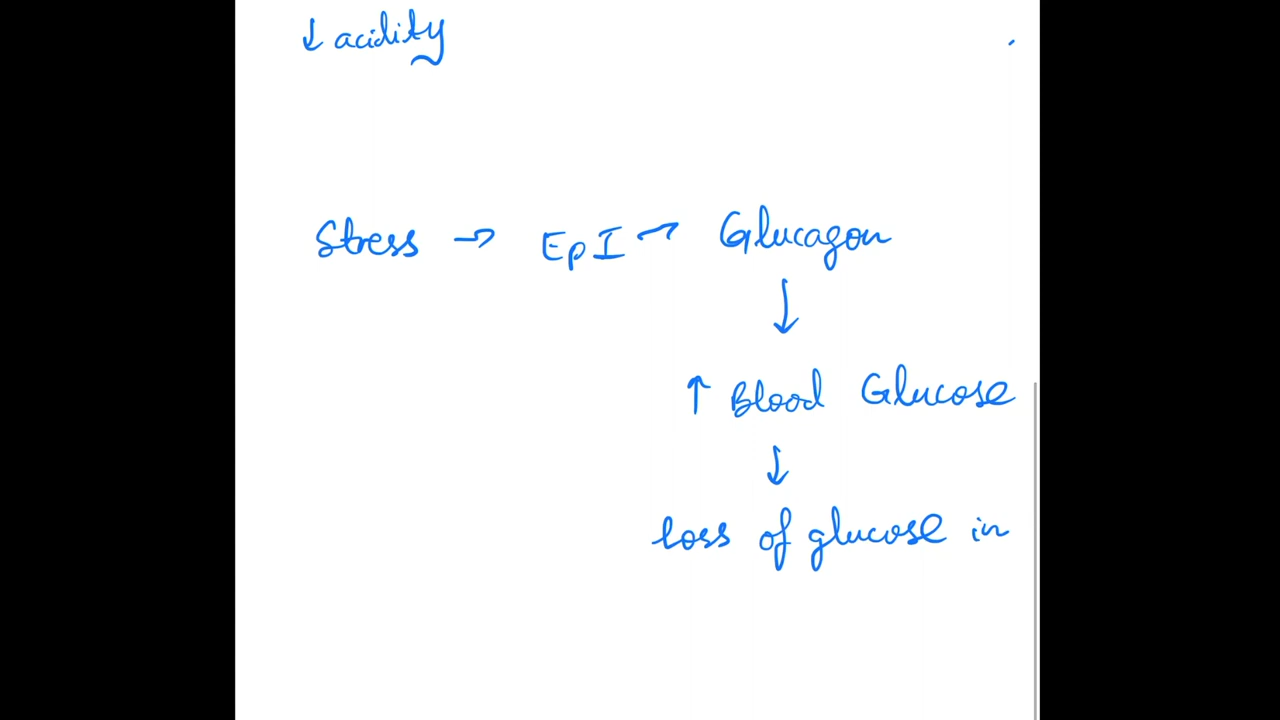 ↓ acidity
Stress → EpI → Glucagon
↓
↑ Blood Glucose
↓
loss of glucose in